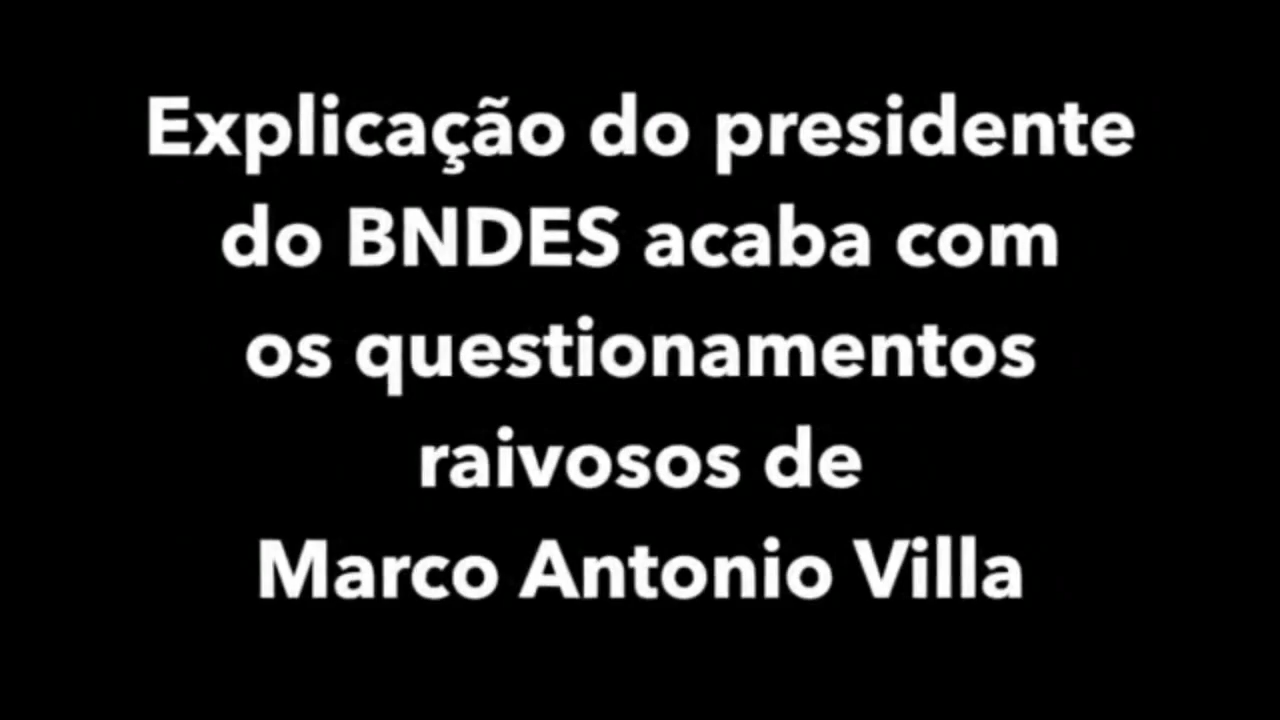 Explicação do presidente
do BNDES acaba com
os questionamentos
raivosos de
Marco Antonio Villa